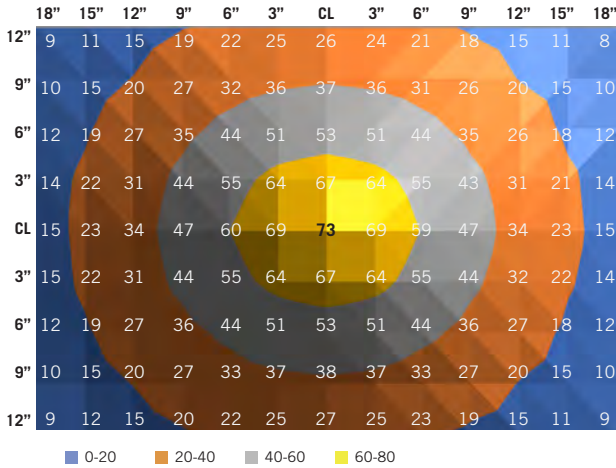 18” 15” 12” 9” 6” 3” CL 3” 6” 9” 12” 15” 18”
12” 9 11 15 19 22 25 26 24 21 18 15 11 8
9” 10 15 20 27 32 36 37 36 31 26 20 15 10
6” 12 19 27 35 44 51 53 51 44 35 26 18 12
3” 14 22 31 44 55 64 67 64 55 43 31 21 14
CL 15 23 34 47 60 69 73 69 59 47 34 23 15
3” 15 22 31 44 55 64 67 64 55 44 32 22 14
6” 12 19 27 36 44 51 53 51 44 36 27 18 12
9” 10 15 20 27 33 37 38 37 33 27 20 15 10
12” 9 12 15 20 22 25 27 25 23 19 15 11 9
0-20 20-40 40-60 60-80